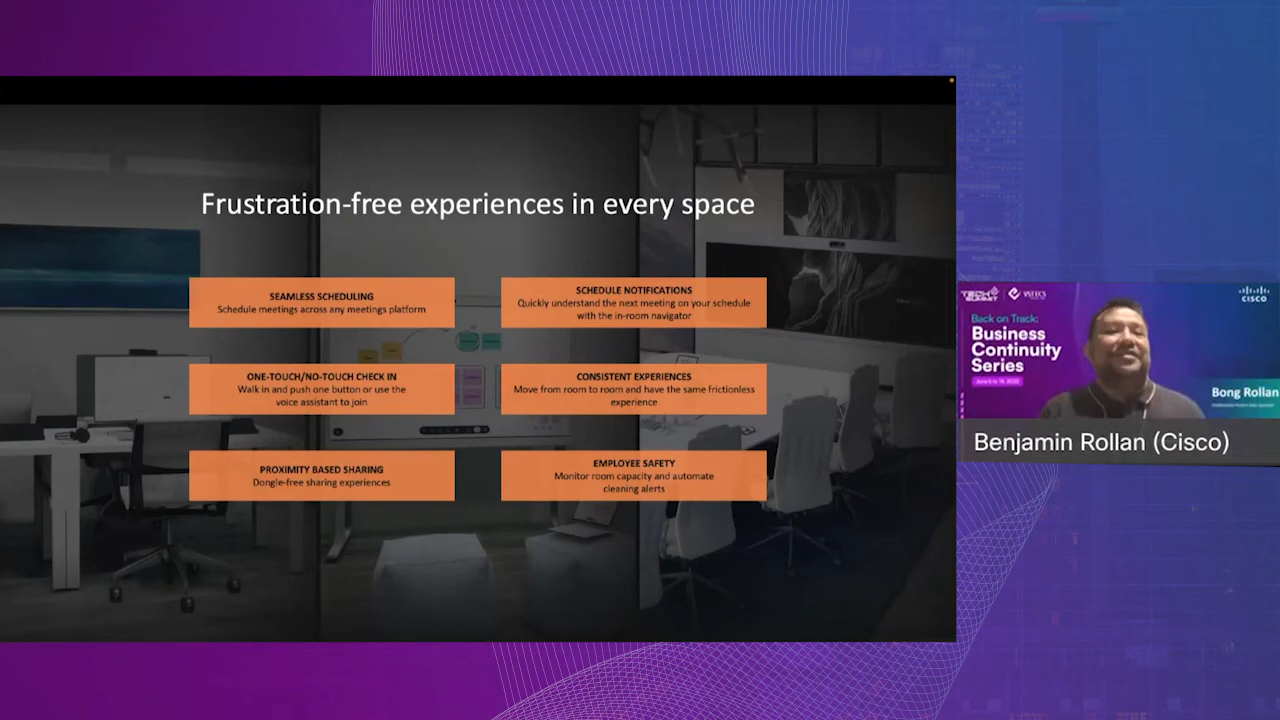 Frustration-free experiences in every space
SEAMLESS SCHEDULING
Schedule meetings across any meetings platform
SCHEDULE NOTIFICATIONS
Quickly understand the next meeting on your schedule
with the in-room navigator
ONE-TOUCH/NO-TOUCH CHECK IN
Walk in and push one button or use the
voice assistant to join
CONSISTENT EXPERIENCES
Move from room to room and have the same frictionless
experience
PROXIMITY BASED SHARING
Dongle-free sharing experiences
EMPLOYEE SAFETY
Monitor room capacity and automate
cleaning alerts
TECH
SUMMIT
CISCO
Back on Track:
Business
Continuity
Series
Bong Rollan
Benjamin Rollan (Cisco)